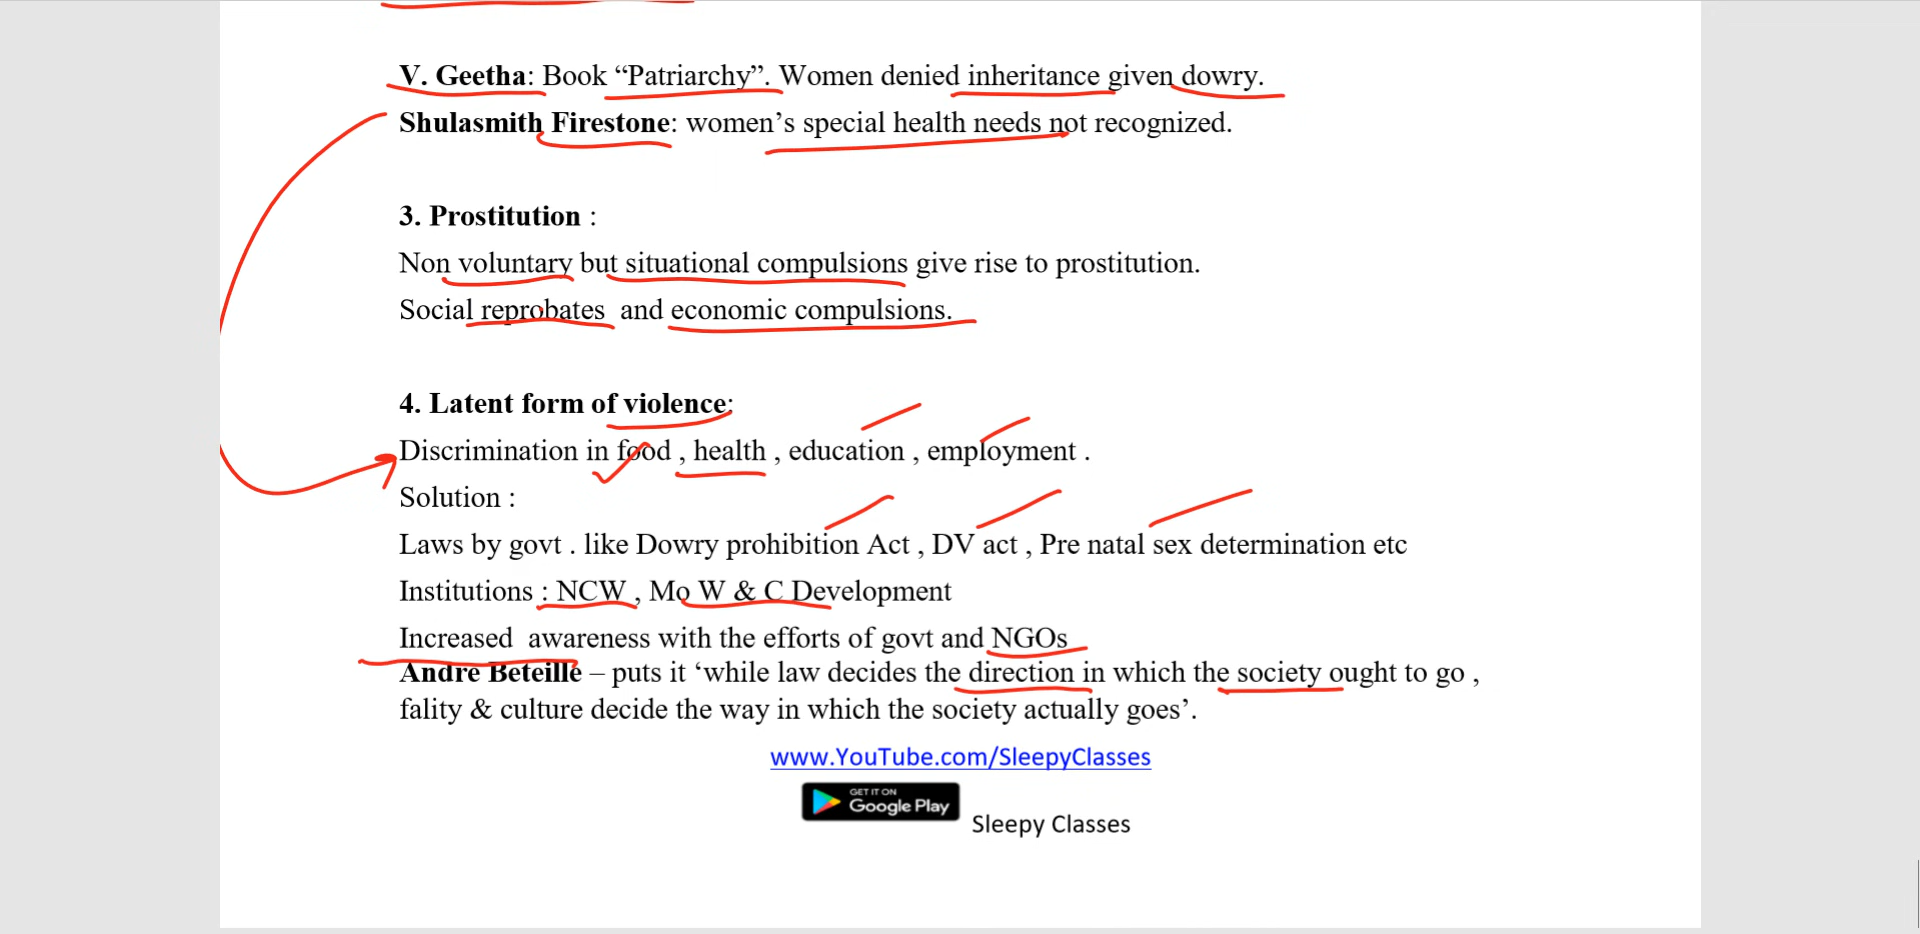 V. Geetha: Book “Patriarchy”. Women denied inheritance given dowry.
Shulasmith Firestone: women’s special health needs not recognized.
3. Prostitution :
Non voluntary but situational compulsions give rise to prostitution.
Social reprobates and economic compulsions.
4. Latent form of violence:
Discrimination in food , health , education , employment .
Solution :
Laws by govt . like Dowry prohibition Act , DV act , Pre natal sex determination etc
Institutions : NCW , Mo W & C Development
Increased awareness with the efforts of govt and NGOs
Andre Beteille – puts it ‘while law decides the direction in which the society ought to go ,
fality & culture decide the way in which the society actually goes’.
www.YouTube.com/SleepyClasses
GET IT ON
Google Play
Sleepy Classes